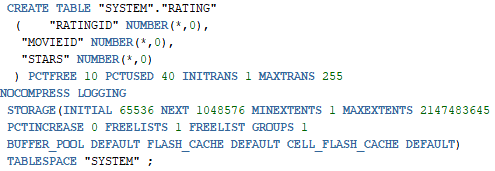 CREATE TABLE "SYSTEM"."RATING"
( "RATINGID" NUMBER(*,0),
"MOVIEID" NUMBER(*,0),
"STARS" NUMBER(*,0)
) PCTFREE 10 PCTUSED 40 INITRANS 1 MAXTRANS 255
NOCOMPRESS LOGGING
STORAGE(INITIAL 65536 NEXT 1048576 MINEXTENTS 1 MAXEXTENTS 2147483645
PCTINCREASE 0 FREELISTS 1 FREELIST GROUPS 1
BUFFER_POOL DEFAULT FLASH_CACHE DEFAULT CELL_FLASH_CACHE DEFAULT)
TABLESPACE "SYSTEM" ;